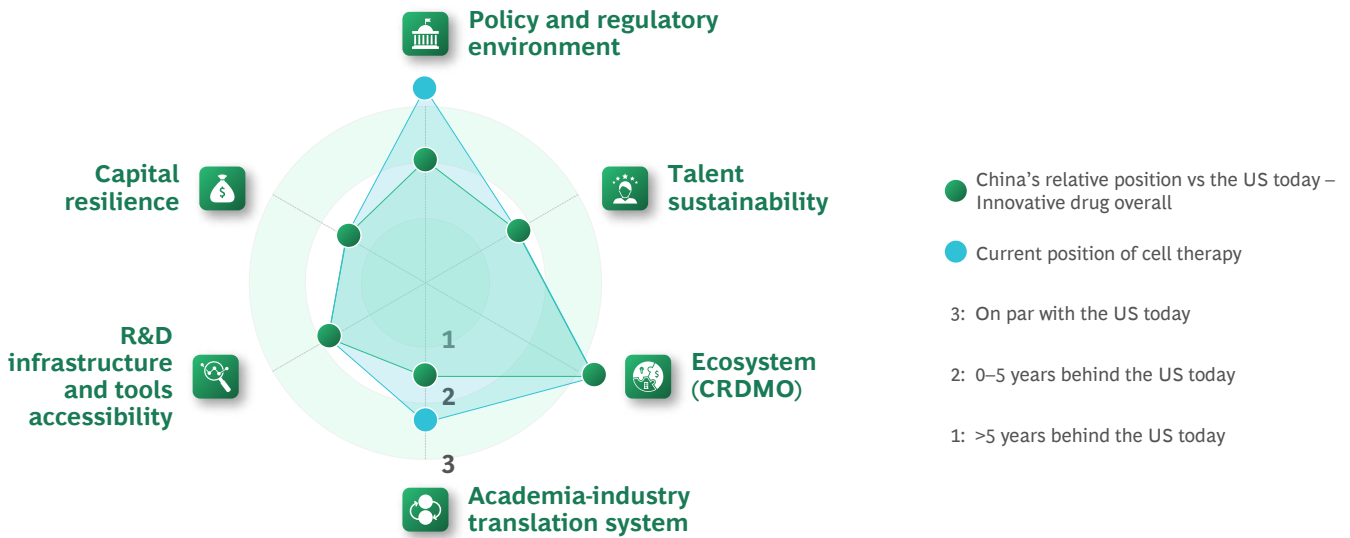 Policy and regulatory
environment
Capital
resilience
Talent
sustainability
R&D
infrastructure
and tools
accessibility
Ecosystem
(CRDMO)
1
2
3
Academia-industry
translation system
China’s relative position vs the US today –
Innovative drug overall
Current position of cell therapy
3: On par with the US today
2: 0–5 years behind the US today
1: >5 years behind the US today